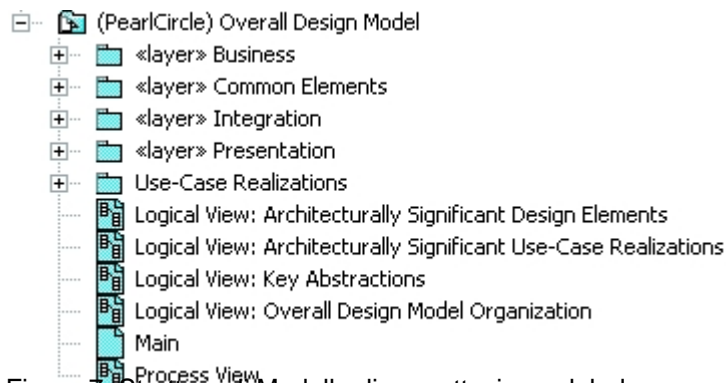 (PearlCircle) Overall Design Model
«layer» Business
«layer» Common Elements
«layer» Integration
«layer» Presentation
Use-Case Realizations
Logical View: Architecturally Significant Design Elements
Logical View: Architecturally Significant Use-Case Realizations
Logical View: Key Abstractions
Logical View: Overall Design Model Organization
Main
Process View